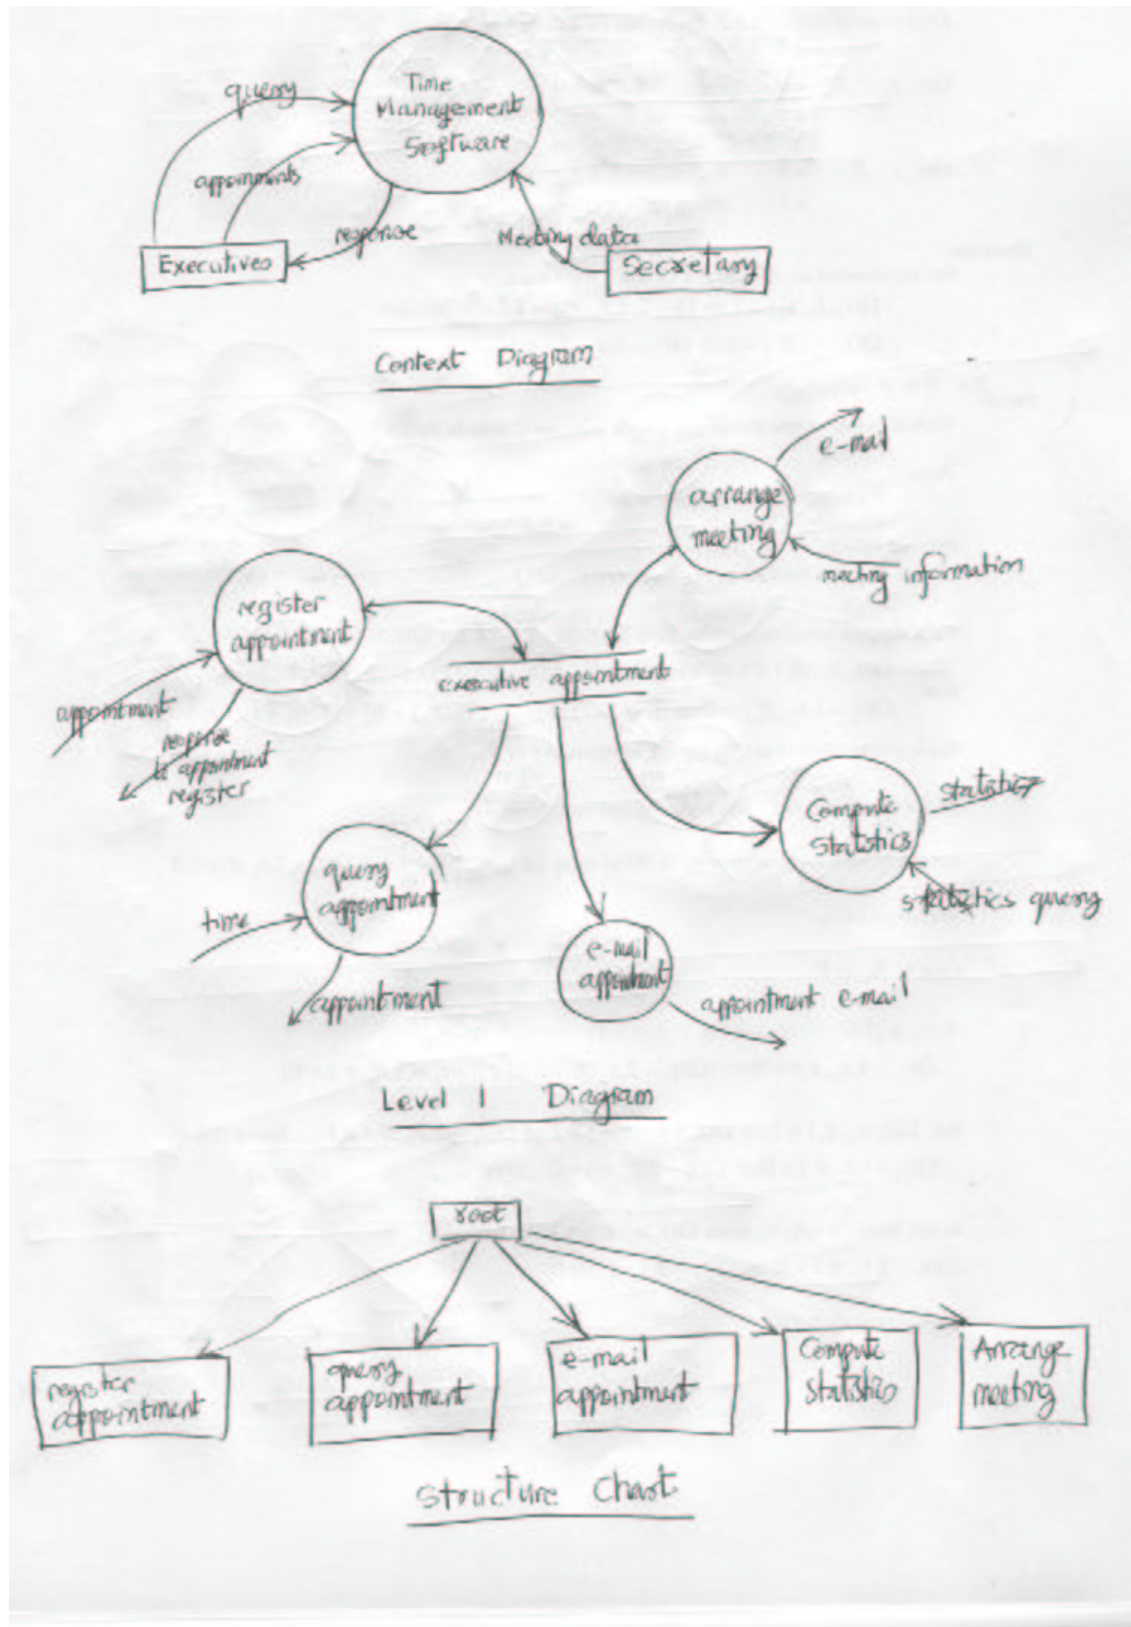 query
Time
Management
Software
appoinments
response
Meeting data
Executives
Secretary
Context Diagram
e-mail
arrange
meeting
meeting information
register
appointment
executive appointment
appointment
response
to appointment
register
statistics
Compute
statistics
query
appointment
statistics query
time
e-mail
appointment
appointment
appointment e-mail
Level 1 Diagram
root
register
appointment
query
appointment
e-mail
appointment
Compute
statistics
Arrange
meeting
Structure Chart